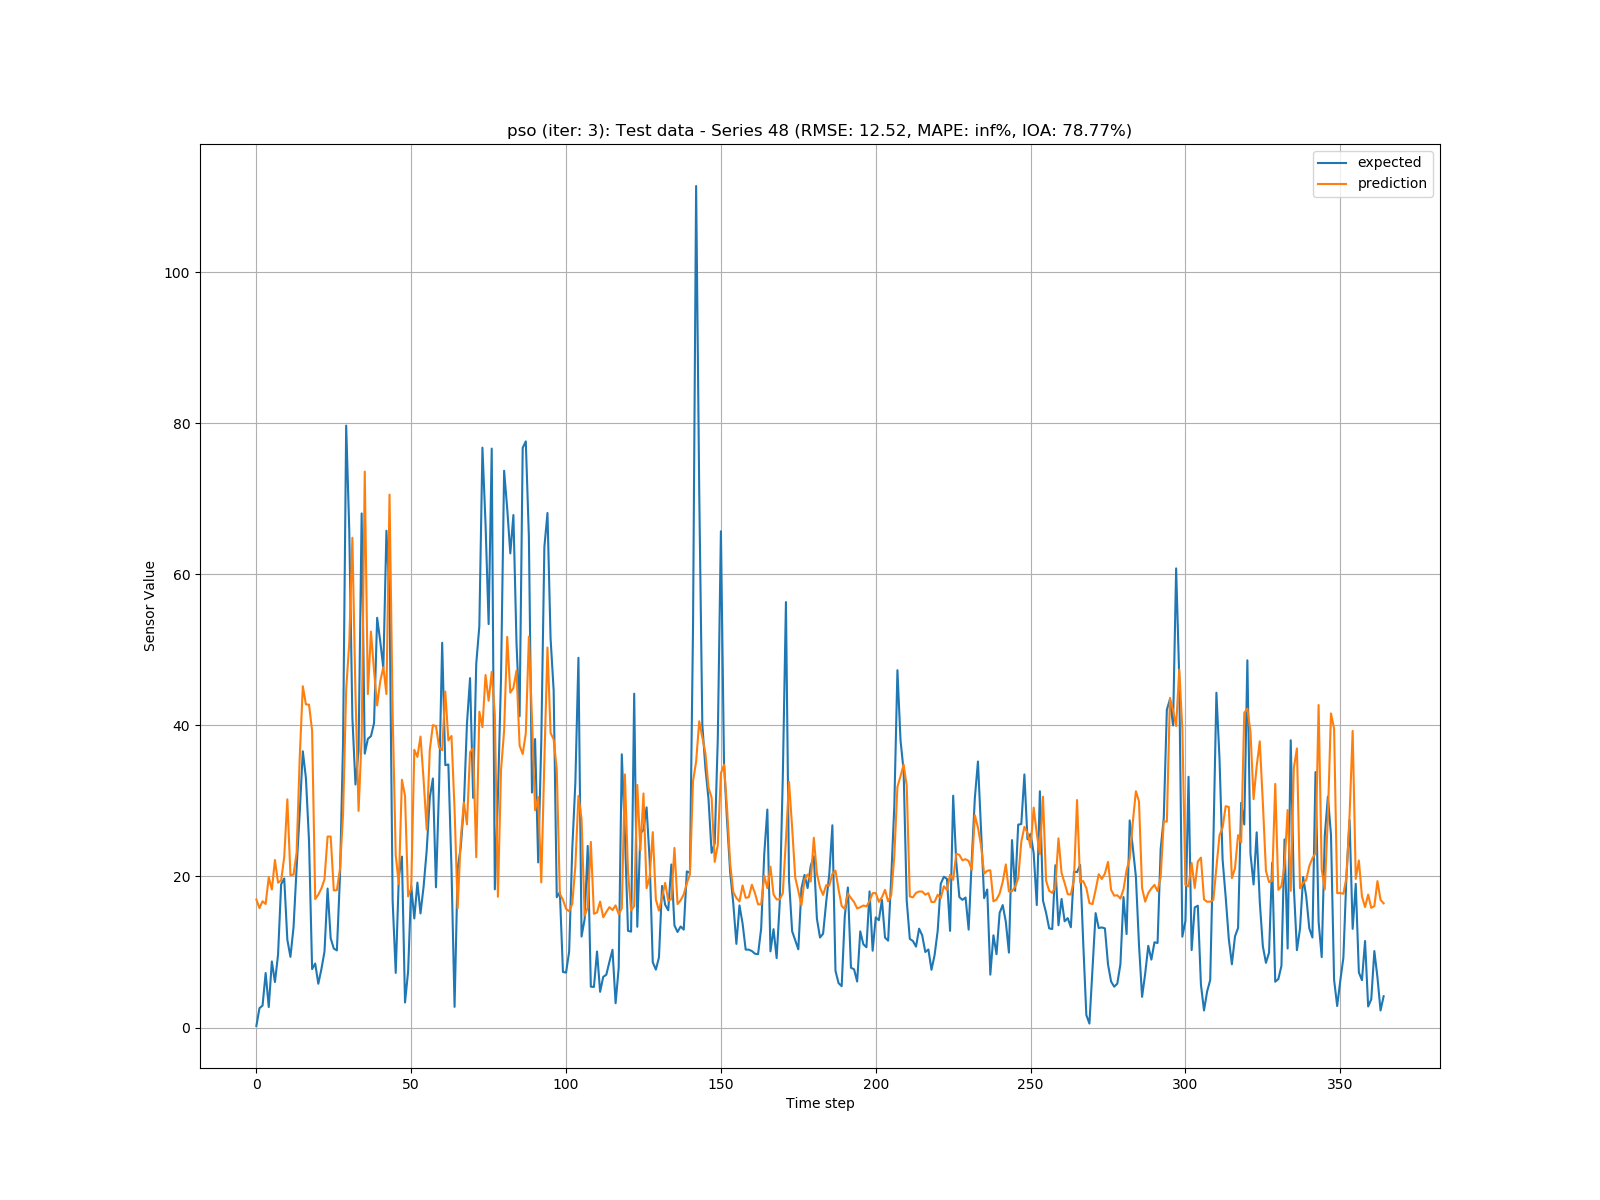 pso (iter: 3): Test data - Series 48 (RMSE: 12.52, MAPE: inf%, IOA: 78.77%)
expected
prediction
100
80
60
40
20
0
Sensor Value
0 50 100 150 200 250 300 350
Time step